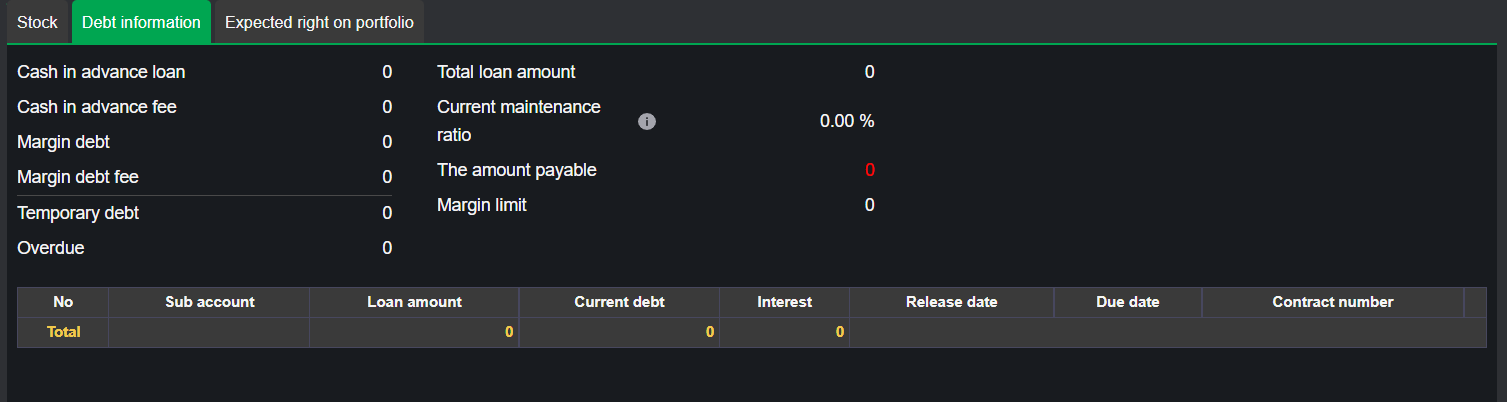 Stock Debt information Expected right on portfolio
Cash in advance loan 0
Cash in advance fee 0
Margin debt 0
Margin debt fee 0
Temporary debt 0
Overdue 0
Total loan amount 0
Current maintenance
ratio
i
0.00 %
The amount payable 0
Margin limit 0
No Sub account Loan amount Current debt Interest Release date Due date Contract number
Total 0 0 0